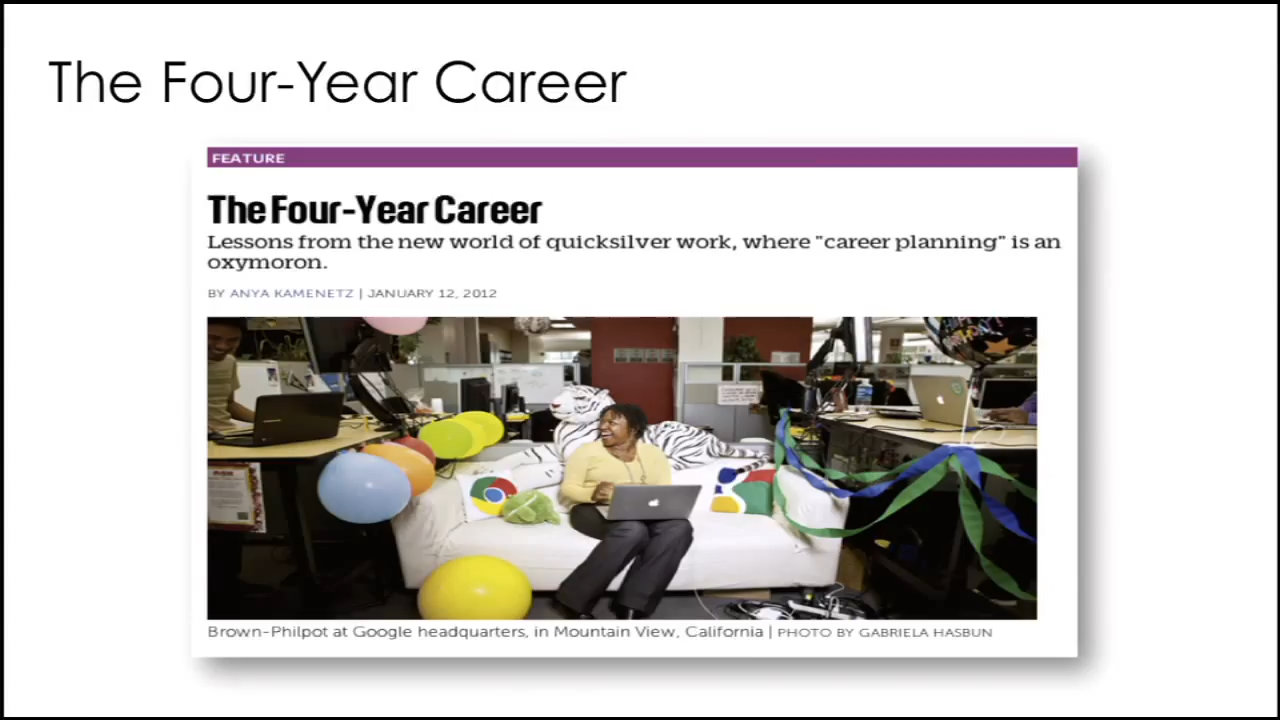 The Four-Year Career
FEATURE
The Four-Year Career
Lessons from the new world of quicksilver work, where "career planning" is an
oxymoron.
BY ANYA KAMENETZ | JANUARY 12, 2012
Brown-Philpot at Google headquarters, in Mountain View, California | PHOTO BY GABRIELA HASBUN